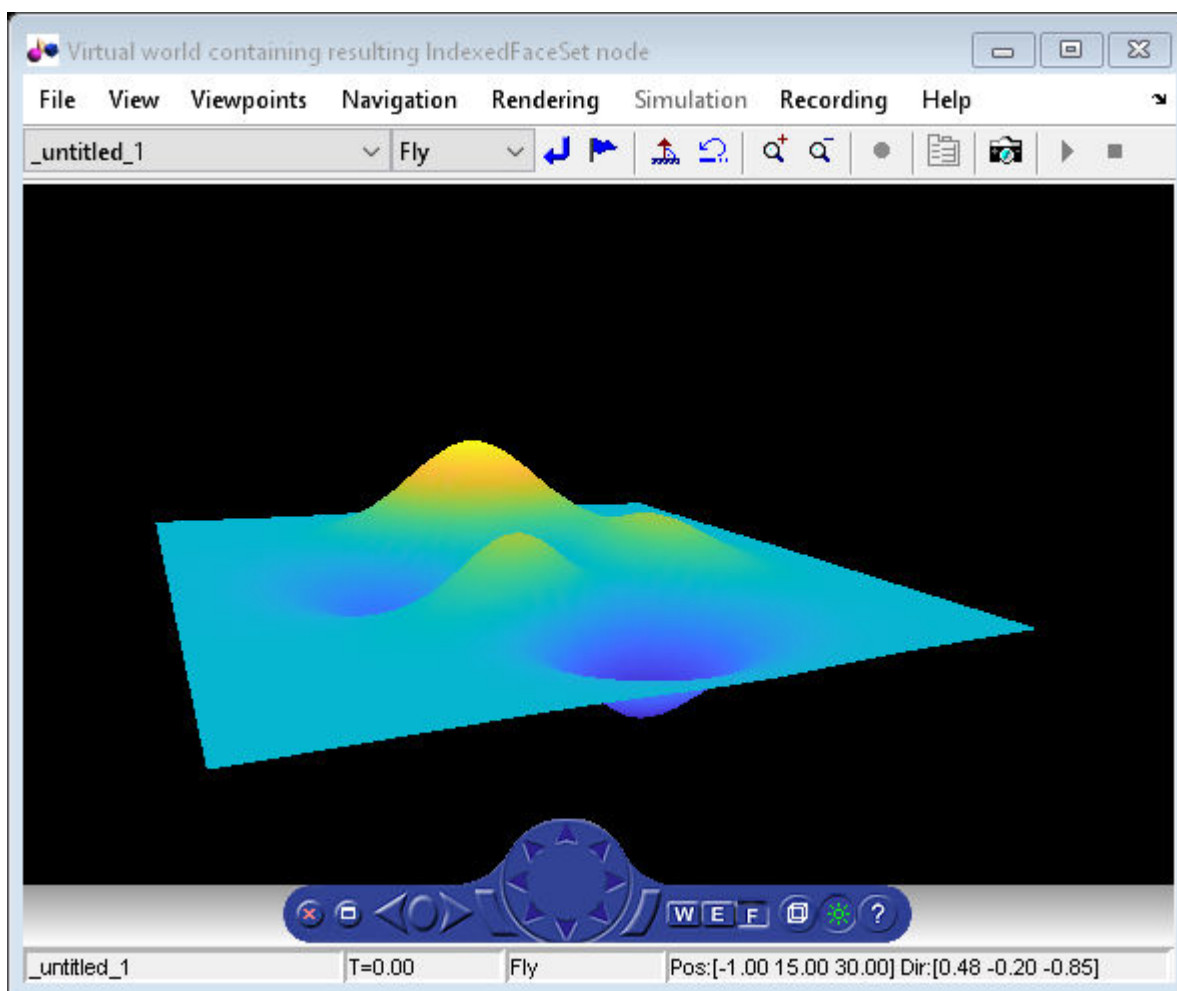 Virtual world containing resulting IndexedFaceSet node
File View Viewpoints Navigation Rendering Simulation Recording Help
_untitled_1 Fly
W E F ?
_untitled_1 T=0.00 Fly Pos:[-1.00 15.00 30.00] Dir:[0.48 -0.20 -0.85]